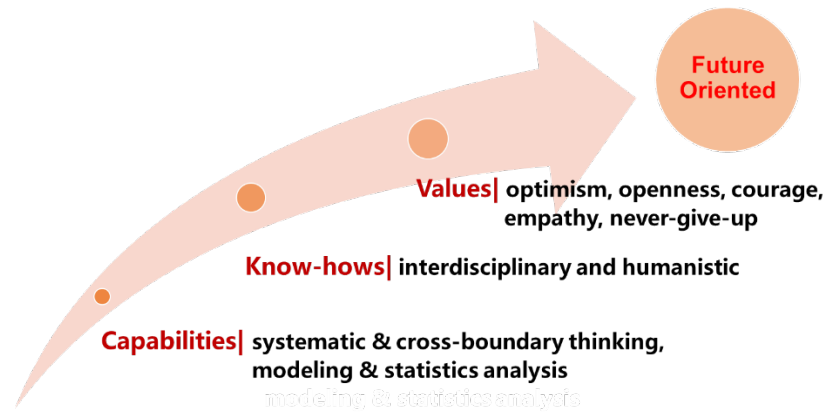 Future
Oriented
Values| optimism, openness, courage,
empathy, never-give-up
Know-hows| interdisciplinary and humanistic
Capabilities| systematic & cross-boundary thinking,
modeling & statistics analysis
modeling & statistics analysis